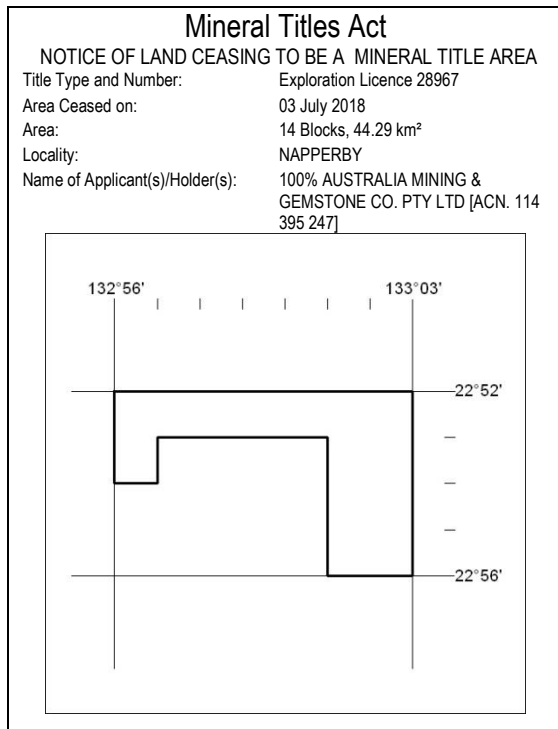 Mineral Titles Act
NOTICE OF LAND CEASING TO BE A MINERAL TITLE AREA
Title Type and Number: Exploration Licence 28967
Area Ceased on: 03 July 2018
Area: 14 Blocks, 44.29 km²
Locality: NAPPERBY
Name of Applicant(s)/Holder(s): 100% AUSTRALIA MINING &
GEMSTONE CO. PTY LTD [ACN. 114
395 247]
132°56' 133°03'
22°52'
22°56'